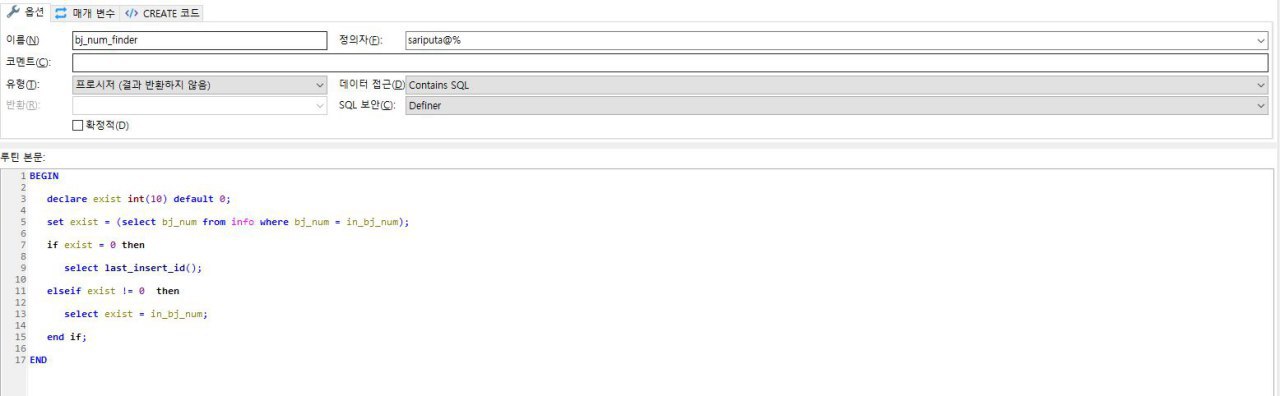 옵션 매개 변수 CREATE 코드
이름(N) bj_num_finder 정의자(F): sariputa@%
코멘트(C):
유형(T): 프로시저 (결과 반환하지 않음) 데이터 접근(D) Contains SQL
반환(R): SQL 보안(C): Definer
확정적(D)
루틴 본문:
1 BEGIN
2
3 declare exist int(10) default 0;
4
5 set exist = (select bj_num from info where bj_num = in_bj_num);
6
7 if exist = 0 then
8
9 select last_insert_id();
10
11 elseif exist != 0 then
12
13 select exist = in_bj_num;
14
15 end if;
16
17 END